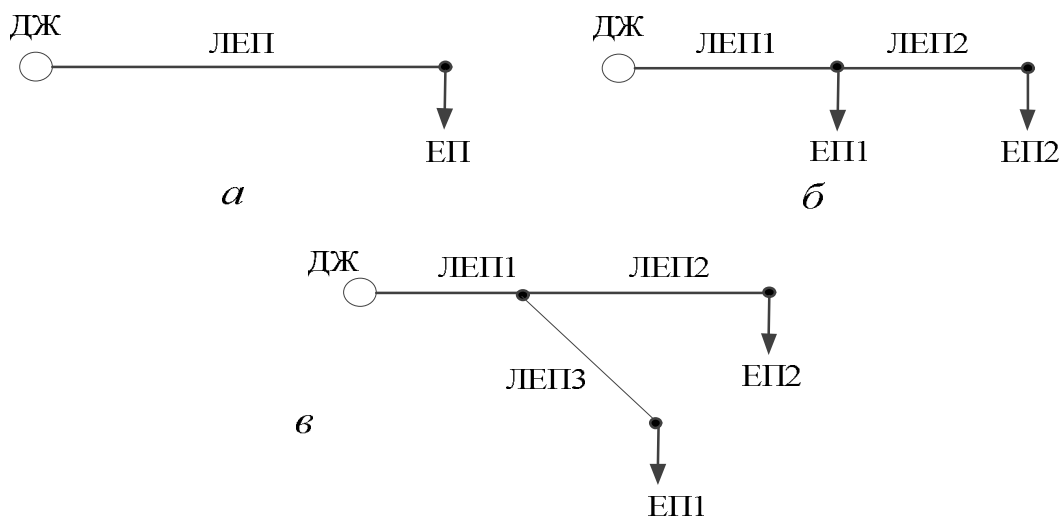 ДЖ ЛЕП ЕП
а
ДЖ ЛЕП1 ЛЕП2
ЕП1 ЕП2
б
ДЖ ЛЕП1 ЛЕП2
ЕП2
ЛЕП3
в
ЕП1